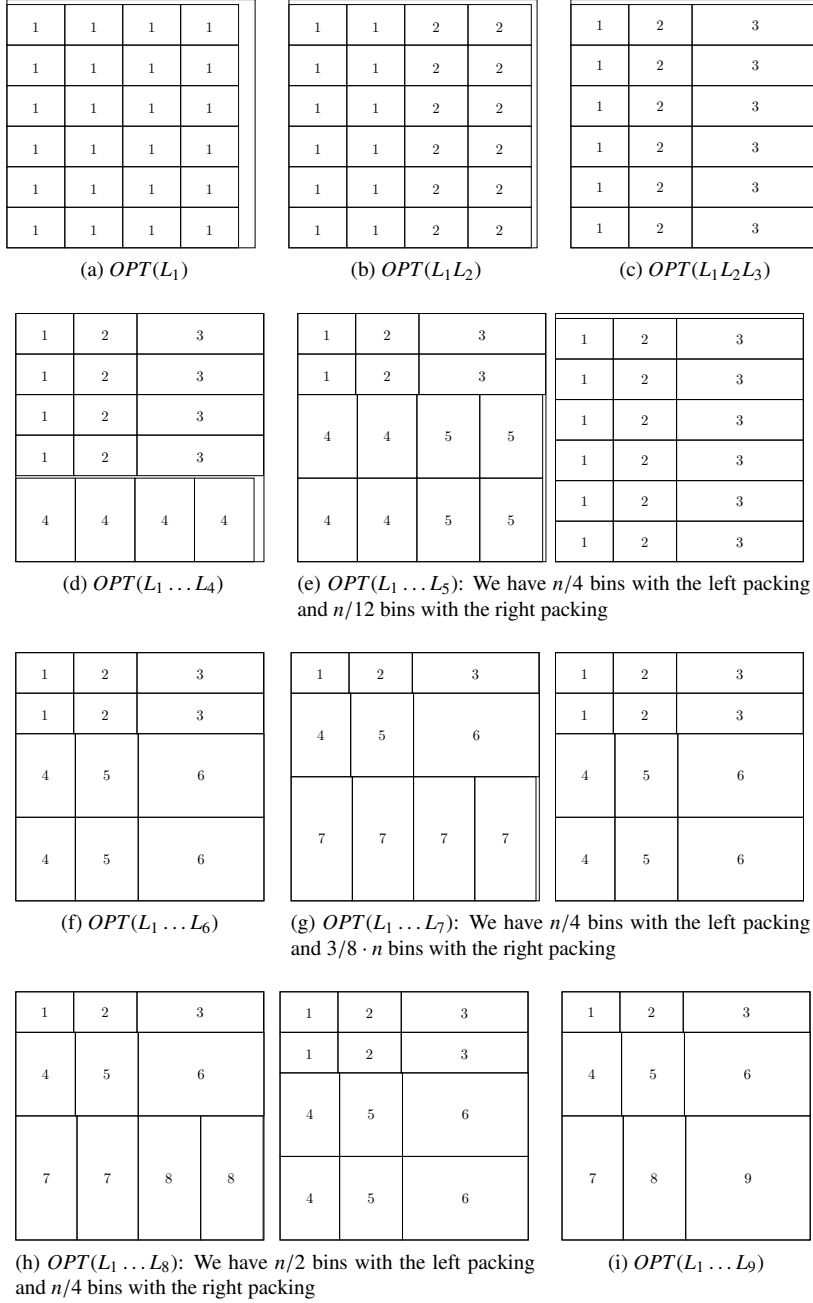 1 1 1 1
1 1 1 1
1 1 1 1
1 1 1 1
1 1 1 1
1 1 1 1
(a) OPT(L₁)
1 1 2 2
1 1 2 2
1 1 2 2
1 1 2 2
1 1 2 2
1 1 2 2
(b) OPT(L₁L₂)
1 2 3
1 2 3
1 2 3
1 2 3
1 2 3
1 2 3
(c) OPT(L₁L₂L₃)
1 2 3
1 2 3
1 2 3
1 2 3
4 4 4 4
(d) OPT(L₁ . . . L₄)
1 2 3
1 2 3
4 4 5 5
4 4 5 5
1 2 3
1 2 3
1 2 3
1 2 3
1 2 3
1 2 3
(e) OPT(L₁ . . . L₅): We have n/4 bins with the left packing
and n/12 bins with the right packing
1 2 3
1 2 3
4 5 6
4 5 6
(f) OPT(L₁ . . . L₆)
1 2 3
4 5 6
7 7 7 7
1 2 3
1 2 3
4 5 6
4 5 6
(g) OPT(L₁ . . . L₇): We have n/4 bins with the left packing
and 3/8 · n bins with the right packing
1 2 3
4 5 6
7 7 8 8
1 2 3
1 2 3
4 5 6
4 5 6
(h) OPT(L₁ . . . L₈): We have n/2 bins with the left packing
and n/4 bins with the right packing
1 2 3
4 5 6
7 8 9
(i) OPT(L₁ . . . L₉)